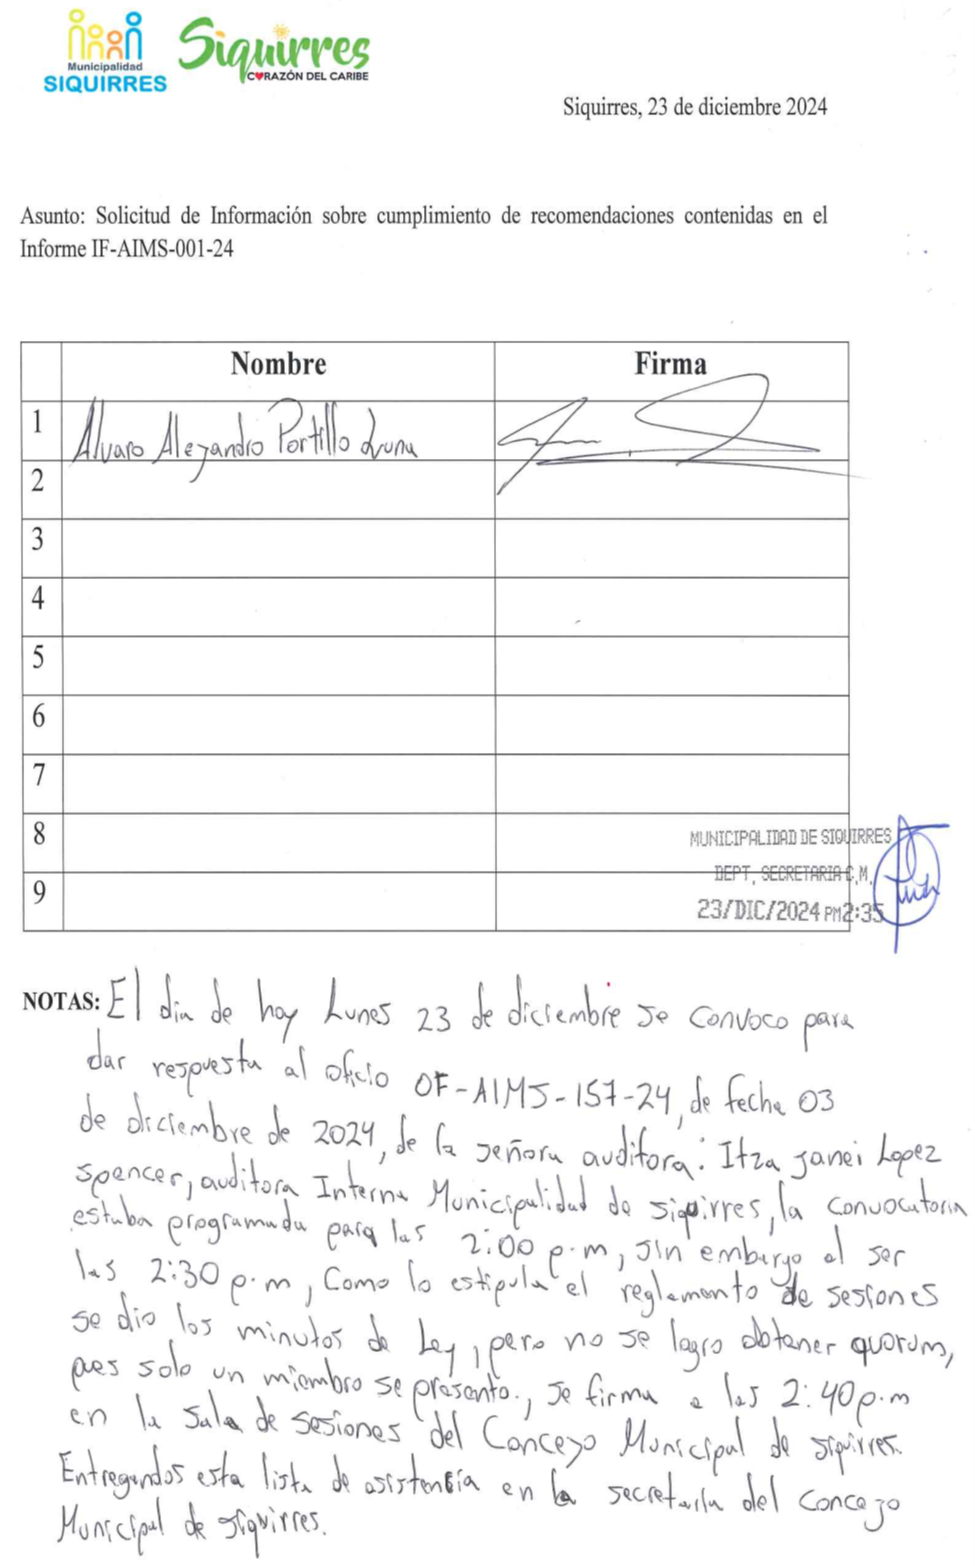 Municipalidad
SIQUIRRES
Siquirres
CORAZÓN DEL CARIBE
Siquirres, 23 de diciembre 2024
Asunto: Solicitud de Información sobre cumplimiento de recomendaciones contenidas en el
Informe IF-AIMS-001-24
Nombre Firma
1 Alvaro Alejandro Portillo Luna
2
3
4
5
6
7
8
9
MUNICIPALIDAD DE SIQUIRRES
DEPT, SECRETARIA C,M,
23/DIC/2024 PM2:35
NOTAS: El dia de hoy Lunes 23 de diciembre se convoco para
dar respuesta al oficio OF-AIMS-157-24, de fecha 03
de diciembre de 2024, de la señora auditora: Itza Janei Lopez
Spencer, auditora Interna Municipalidad de siquirres, la convocatoria
estuba programada para las 2:00 p.m, sin embargo al ser
las 2:30 p.m, Como lo estipula el reglamento de sesiones
se dio los minutos de Ley, pero no se logro obtener quorum,
pues solo un miembro se presento., se firma a las 2:40p.m
en la sala de sesiones del Concejo Municipal de siquirres.
Entregandos esta lista de asistencia en la secretaria del concejo
Municipal de siquirres.